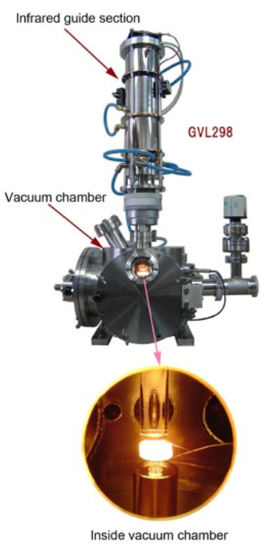 Infrared guide section
GVL298
Vacuum chamber
Inside vacuum chamber